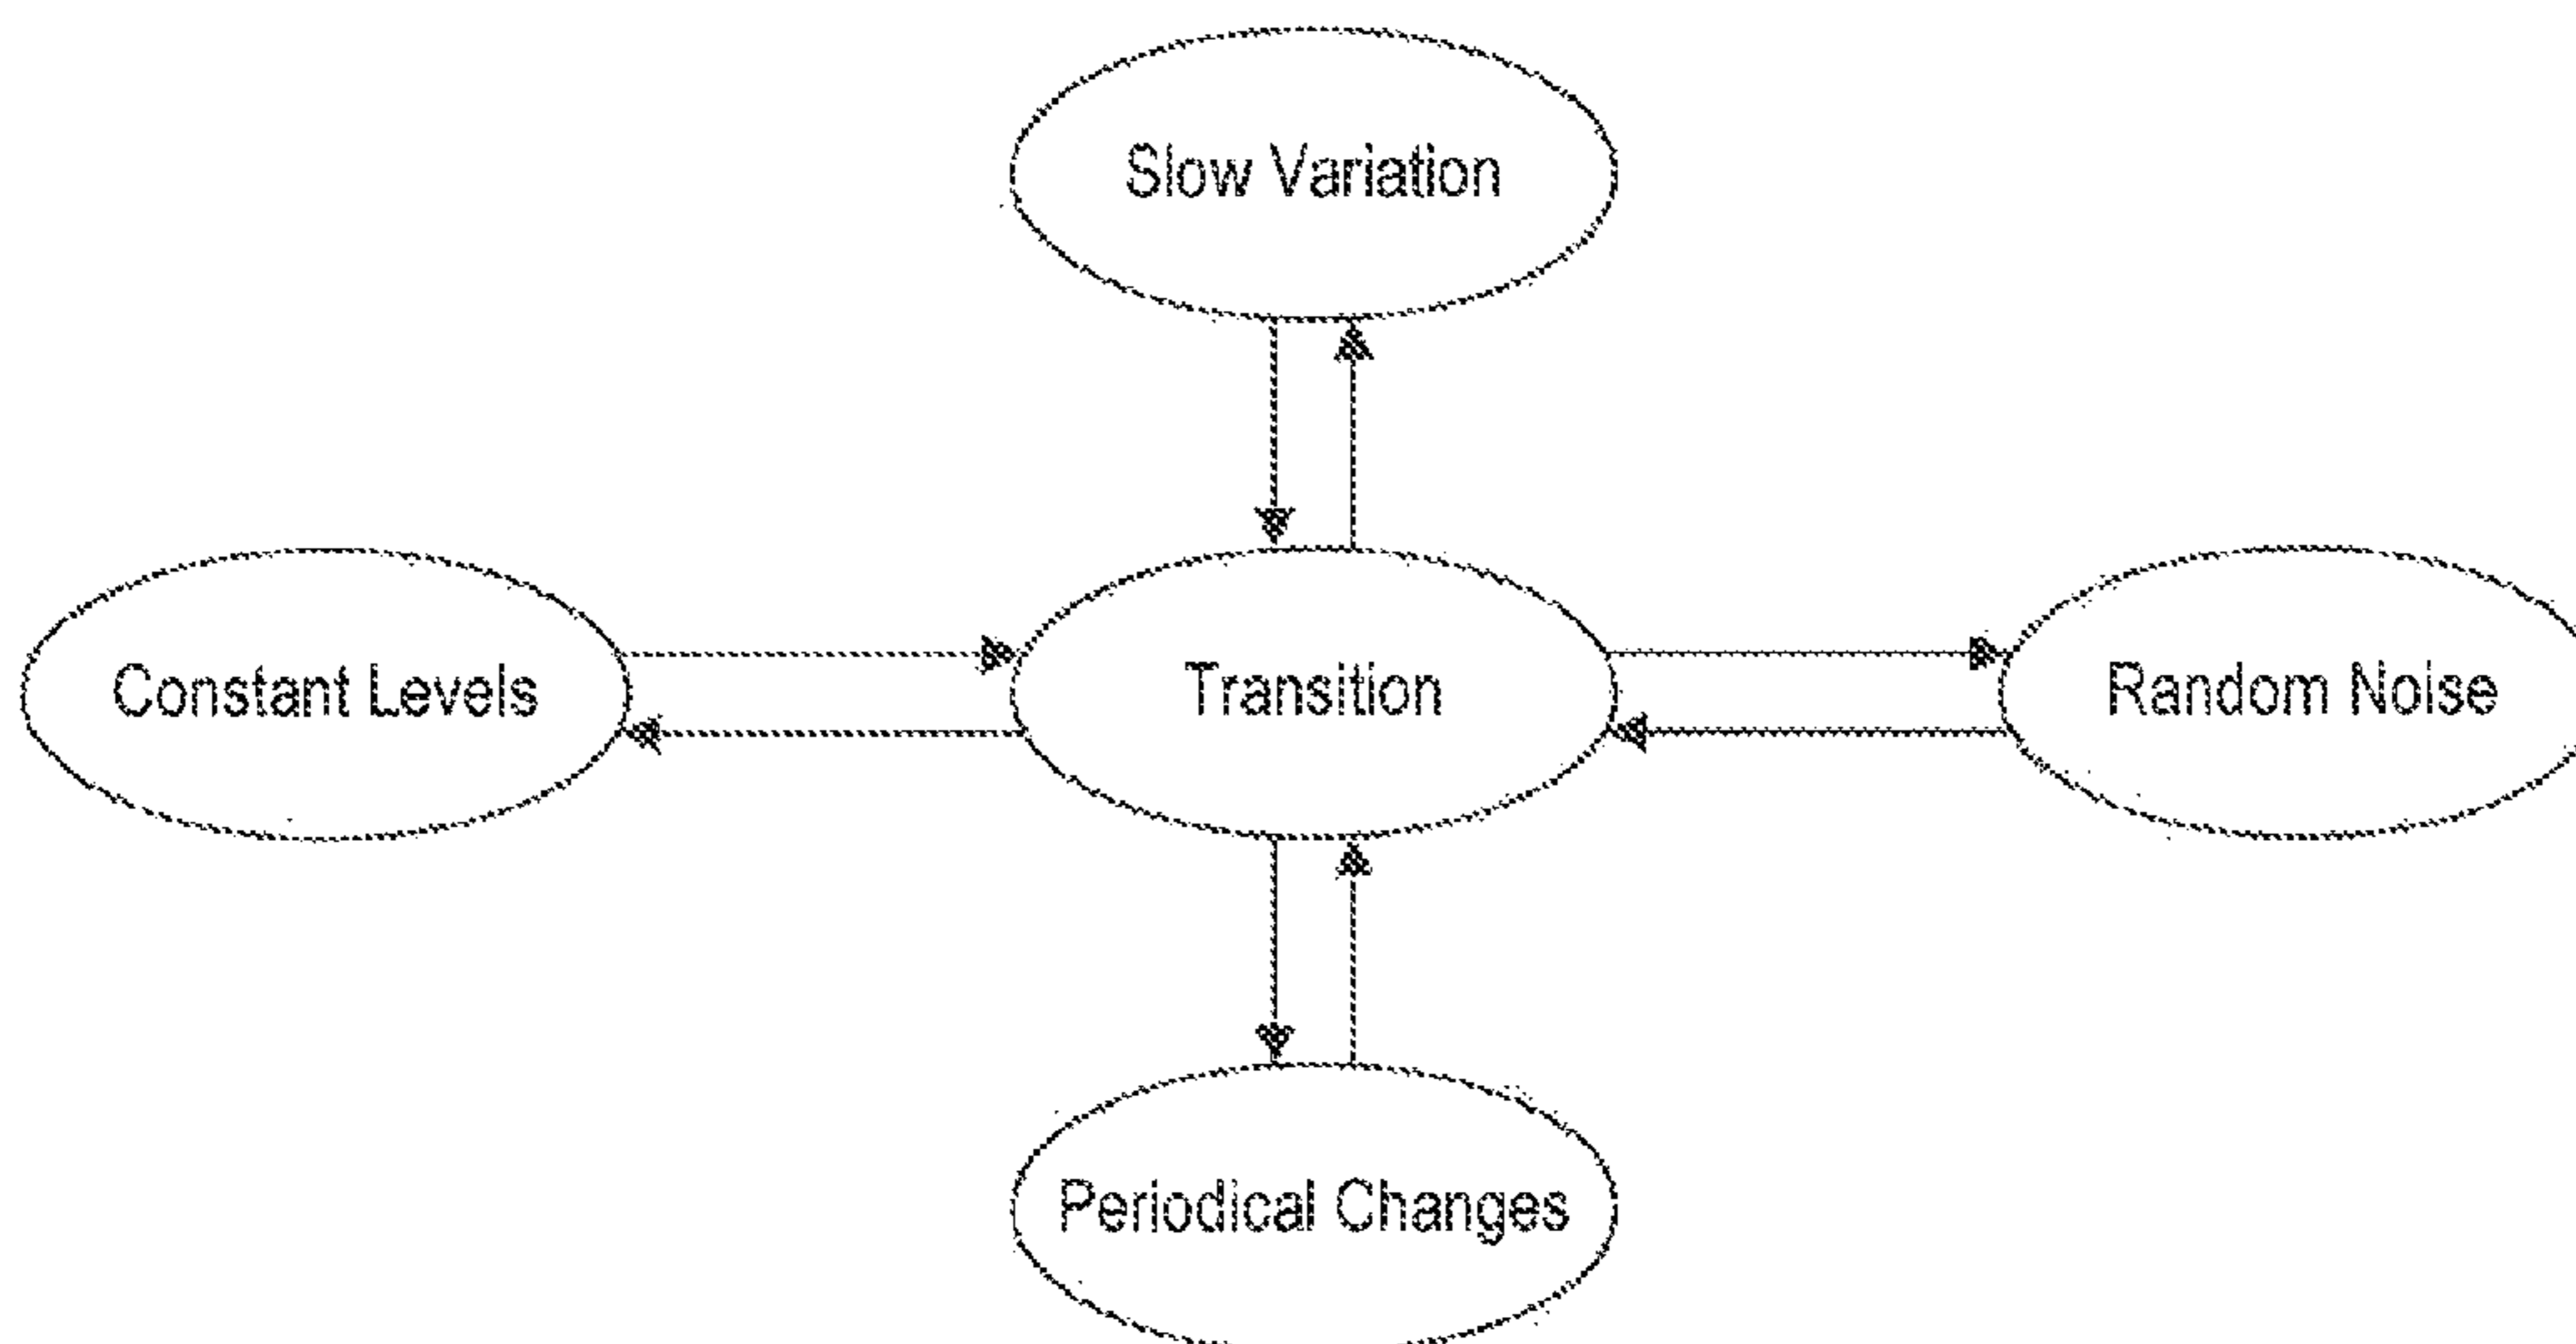 Slow Variation
Constant Levels
Transition
Random Noise
Periodical Changes